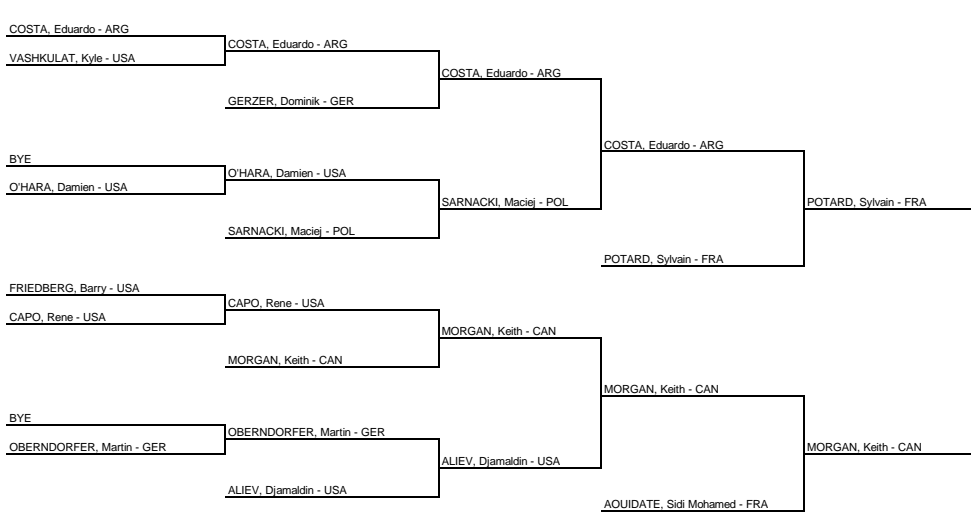 COSTA, Eduardo - ARG
VASHKULAT, Kyle - USA
COSTA, Eduardo - ARG
GERZER, Dominik - GER
COSTA, Eduardo - ARG
BYE
O'HARA, Damien - USA
O'HARA, Damien - USA
SARNACKI, Maciej - POL
SARNACKI, Maciej - POL
COSTA, Eduardo - ARG
POTARD, Sylvain - FRA
POTARD, Sylvain - FRA
FRIEDBERG, Barry - USA
CAPO, Rene - USA
CAPO, Rene - USA
MORGAN, Keith - CAN
MORGAN, Keith - CAN
BYE
OBERNDORFER, Martin - GER
OBERNDORFER, Martin - GER
ALIEV, Djamaldin - USA
ALIEV, Djamaldin - USA
MORGAN, Keith - CAN
AOUIDATE, Sidi Mohamed - FRA
MORGAN, Keith - CAN